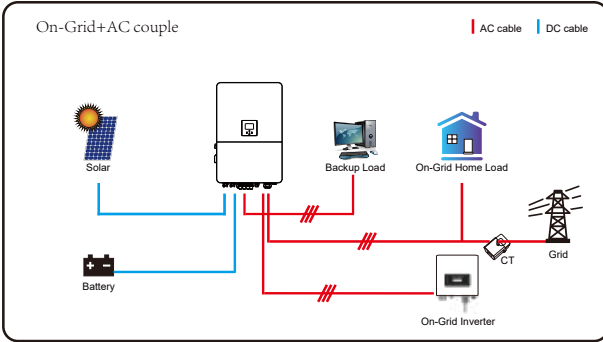 On-Grid+AC couple
AC cable
DC cable
Solar
Backup Load
On-Grid Home Load
CT
Grid
Battery
On-Grid Inverter